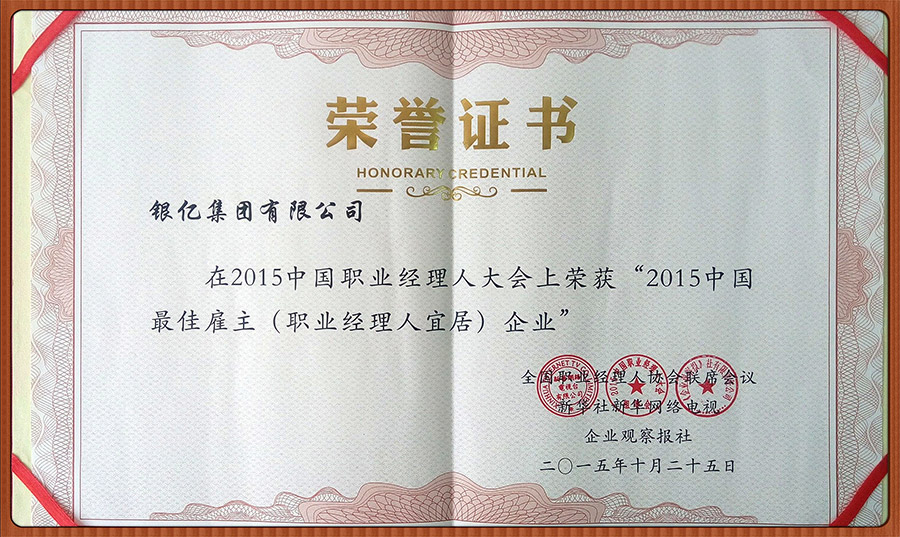 荣誉证书
HONORARY CREDENTIAL
银亿集团有限公司
在2015中国职业经理人大会上荣获“2015中国
最佳雇主（职业经理人宜居）企业”
全国职业经理人协会联席会议
新华社新华网络电视
企业观察报社
二〇一五年十月二十五日